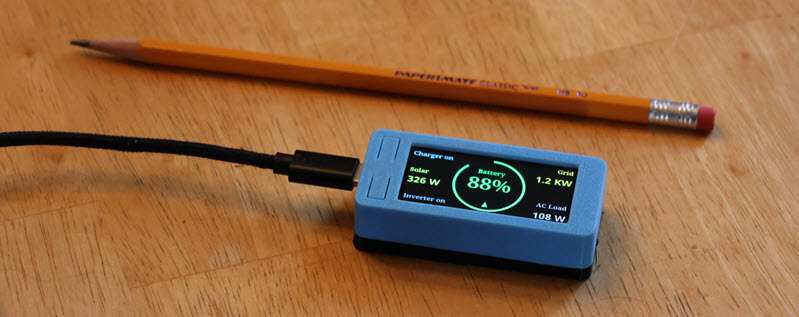 PAPERMATE CLASSIC
Charger on
Battery
88%
Solar
326 W
Grid
1.2 KW
Inverter on
AC Load
108 W